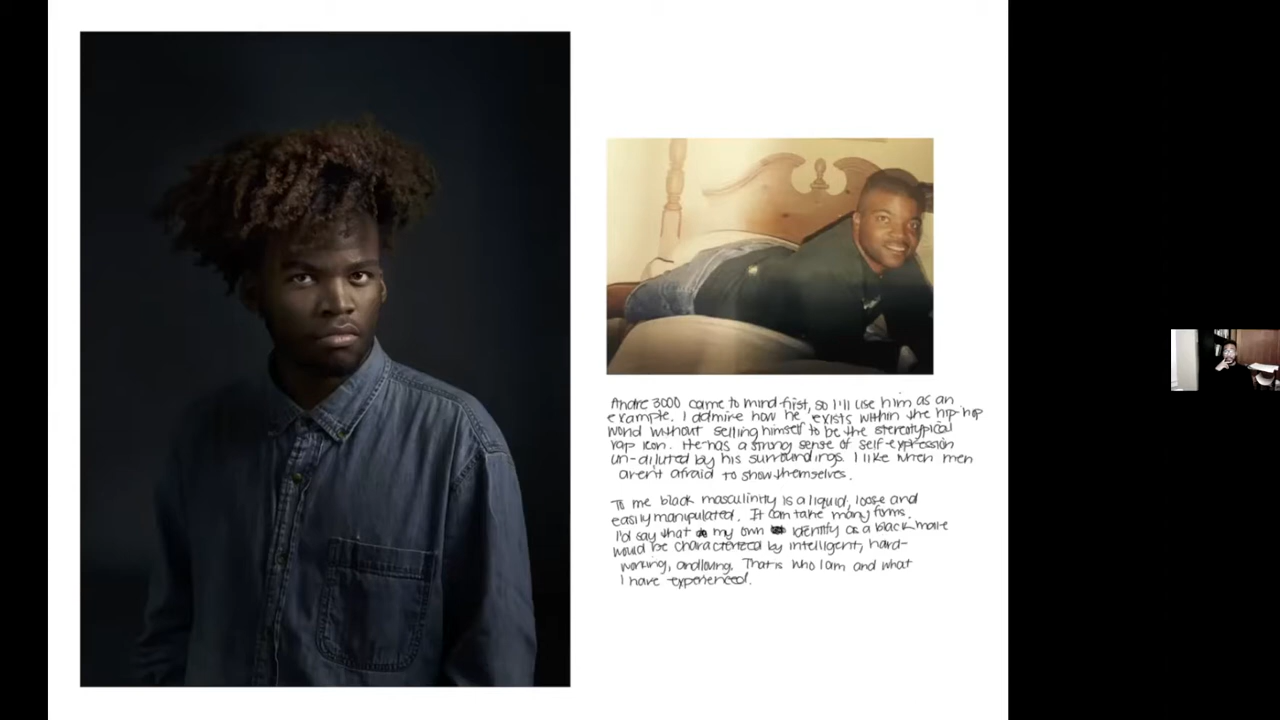 Andre 3000 came to mind first, so I'll use him as an
example. I admire how he exists within the hip-hop
world without selling himself to be the stereotypical
rap icon. He has a strong sense of self-expression
un-diluted by his surroundings. I like when men
aren't afraid to show themselves.
To me black masculinity is a liquid, loose and
easily manipulated. It can take many forms.
I'd say that my own identity as a black male
would be characterized by intelligent, hard-
working, and loving. That is who I am and what
I have experienced.